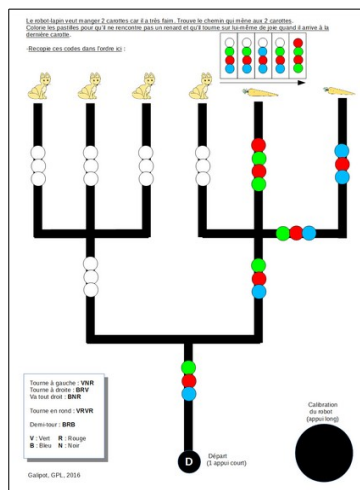 Le robot-lapin veut manger 2 carottes car il a très faim. Trouve le chemin qui mène aux 2 carottes.
Colorie les pastilles pour qu'il ne rencontre pas un renard et qu'il tourne sur lui-même de joie quand il arrive à la
dernière carotte.
-Recopie ces codes dans l'ordre ici :
Tourne à gauche : VNR
Tourne à droite : BRV
Va tout droit : BNR
Tourne en rond : VRVR
Demi-tour : BRB
V : Vert R : Rouge
B : Bleu N : Noir
Galipot, GPL, 2016
D
Départ
(1 appui court)
Calibration
du robot
(appui long)